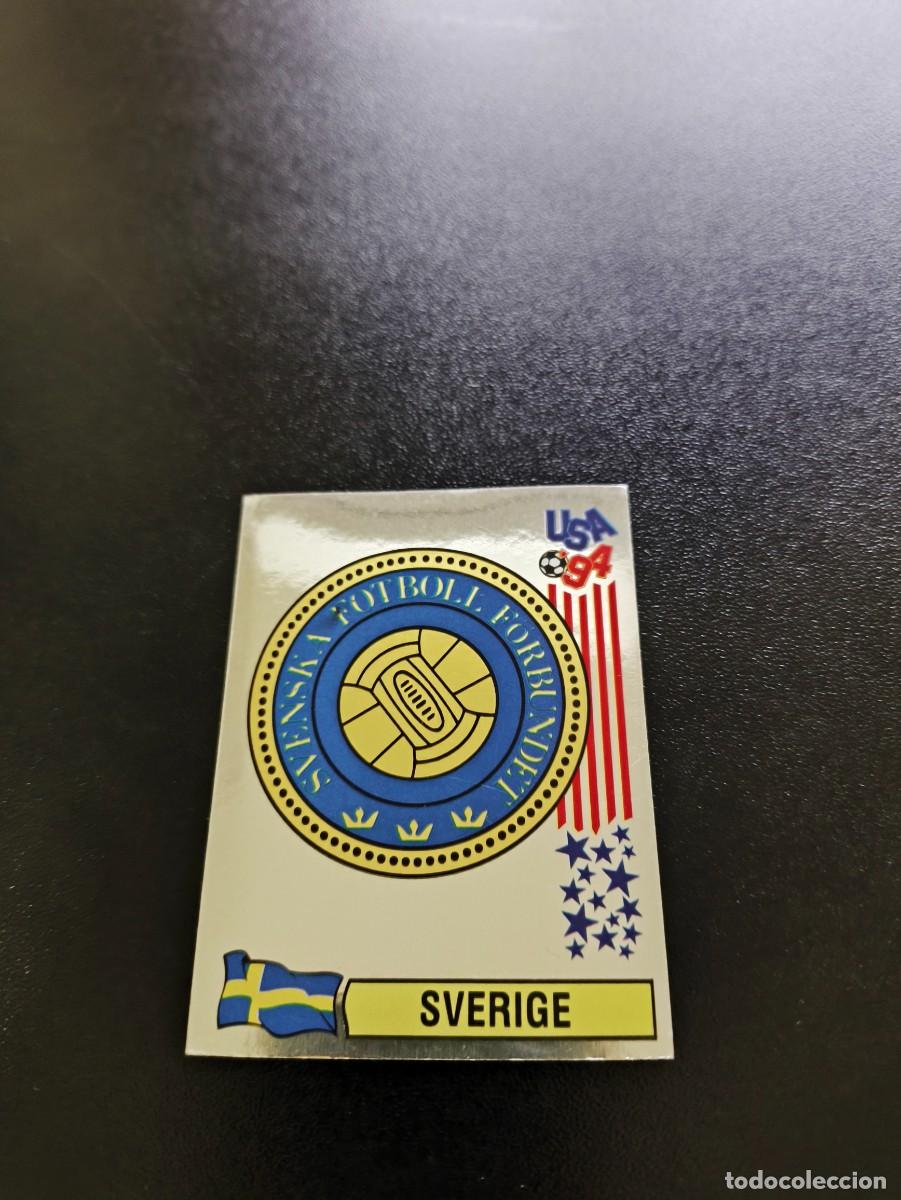 USA
94
SVENSKA FOTBOLL FORBUNDET
SVERIGE
todocoleccion